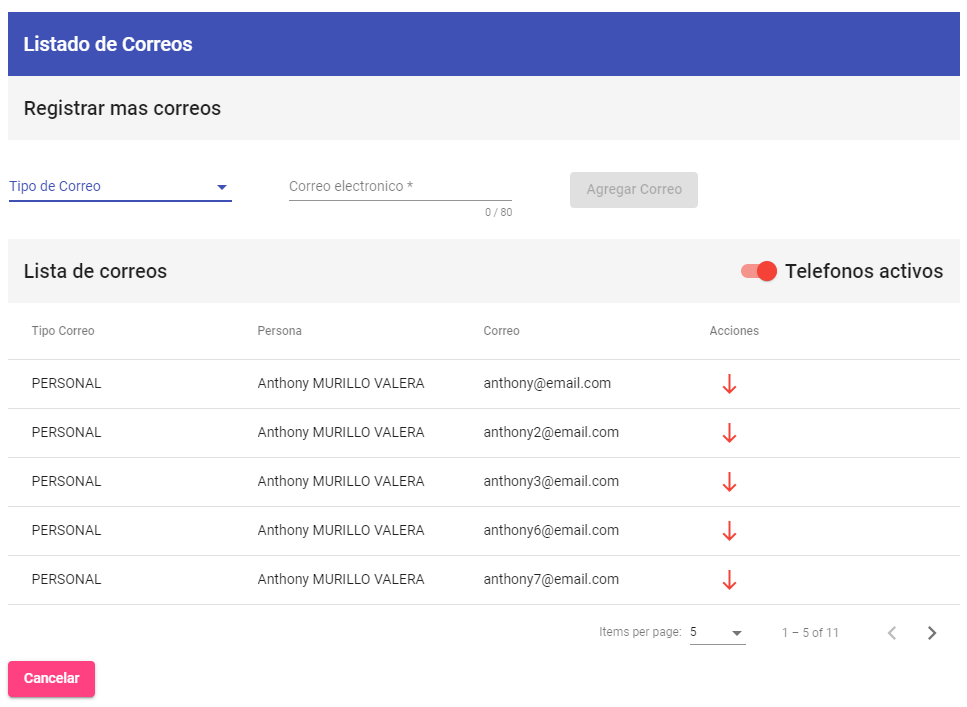 Listado de Correos
Registrar mas correos
Tipo de Correo Correo electronico * Agregar Correo
0 / 80
Lista de correos Telefonos activos
Tipo Correo Persona Correo Acciones
PERSONAL Anthony MURILLO VALERA anthony@email.com
PERSONAL Anthony MURILLO VALERA anthony2@email.com
PERSONAL Anthony MURILLO VALERA anthony3@email.com
PERSONAL Anthony MURILLO VALERA anthony6@email.com
PERSONAL Anthony MURILLO VALERA anthony7@email.com
Items per page: 5 1 – 5 of 11
Cancelar